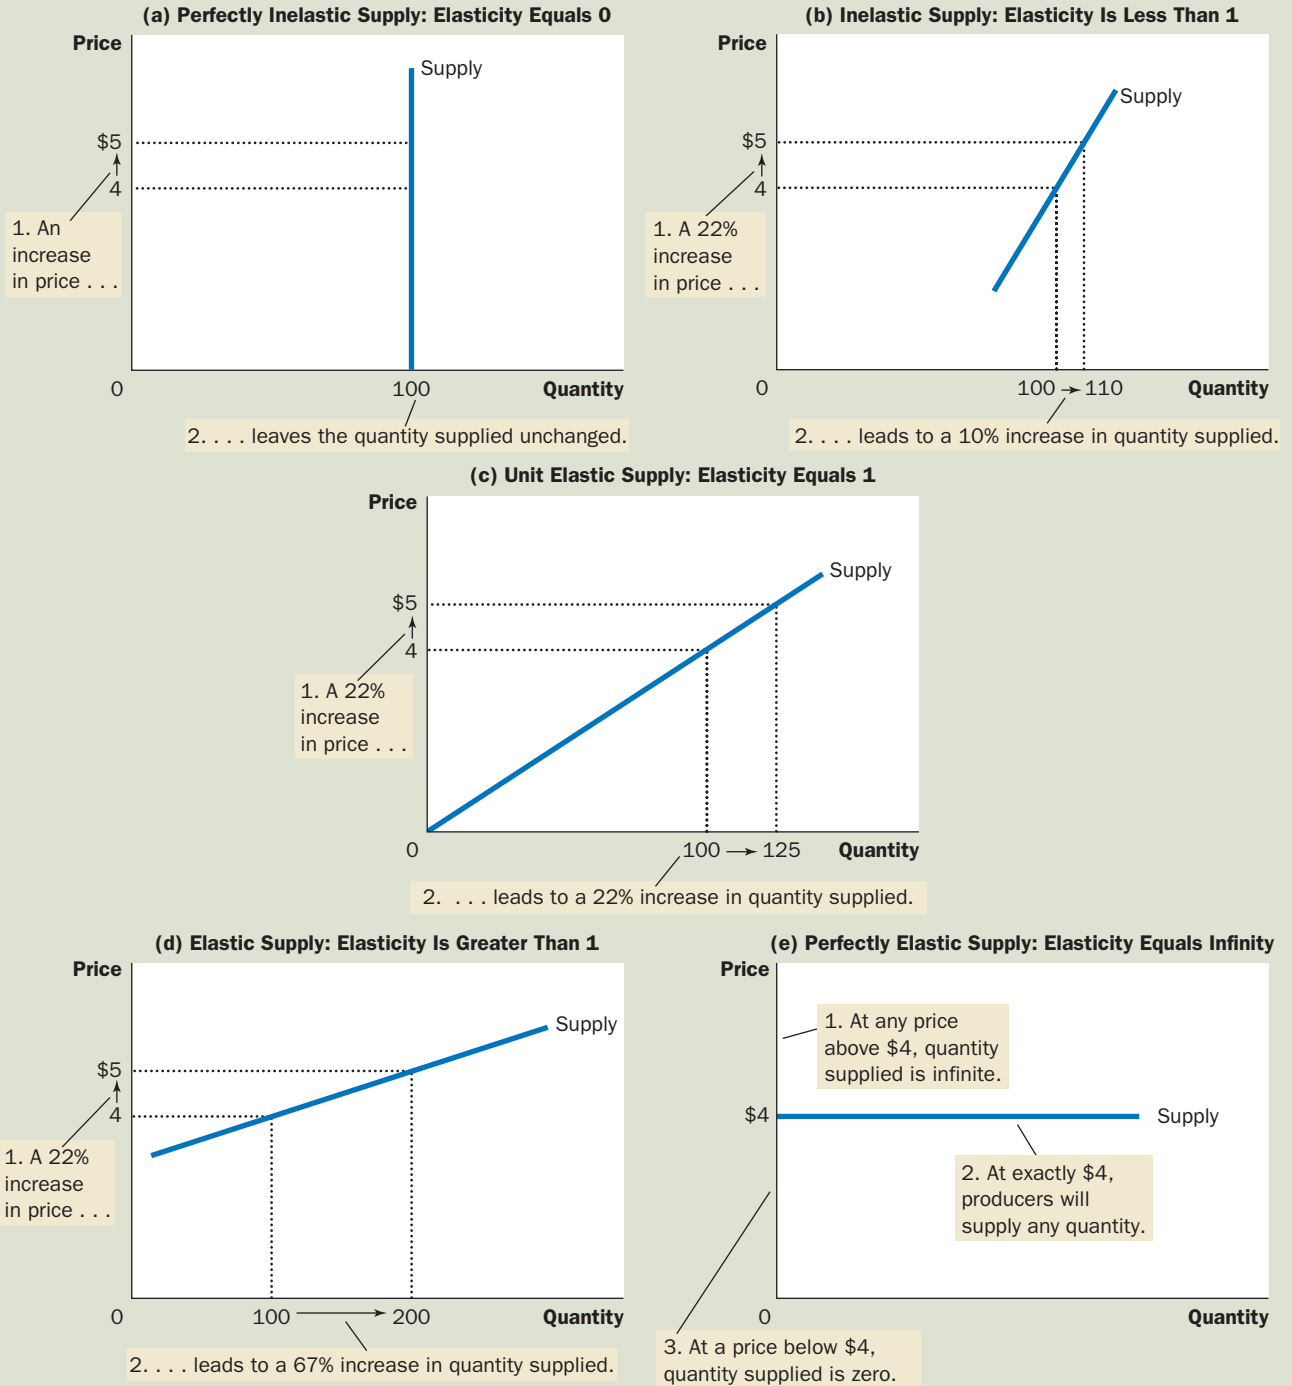 (a) Perfectly Inelastic Supply: Elasticity Equals 0
Price
Supply
$5
4
1. An
increase
in price . . .
0
100
Quantity
2. . . . leaves the quantity supplied unchanged.
(b) Inelastic Supply: Elasticity Is Less Than 1
Price
Supply
$5
4
1. A 22%
increase
in price . . .
0
100
110
Quantity
2. . . . leads to a 10% increase in quantity supplied.
(c) Unit Elastic Supply: Elasticity Equals 1
Price
Supply
$5
4
1. A 22%
increase
in price . . .
0
100
125
Quantity
2. . . . leads to a 22% increase in quantity supplied.
(d) Elastic Supply: Elasticity Is Greater Than 1
Price
Supply
$5
4
1. A 22%
increase
in price . . .
0
100
200
Quantity
2. . . . leads to a 67% increase in quantity supplied.
(e) Perfectly Elastic Supply: Elasticity Equals Infinity
Price
1. At any price
above $4, quantity
supplied is infinite.
$4
Supply
2. At exactly $4,
producers will
supply any quantity.
0
Quantity
3. At a price below $4,
quantity supplied is zero.